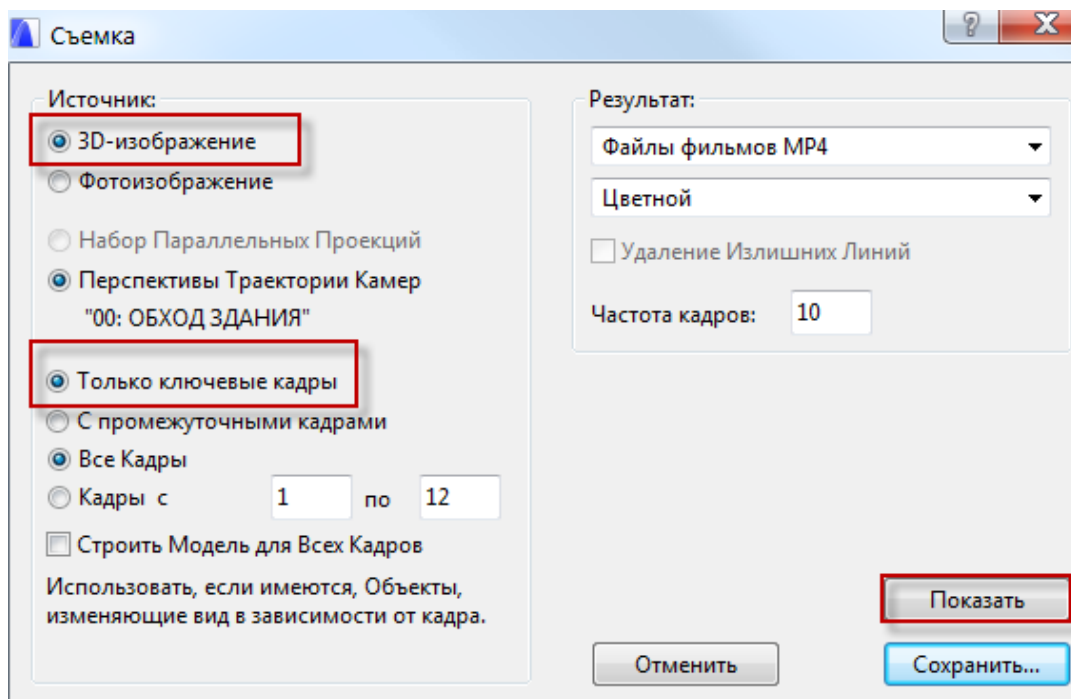 Съемка
Источник:
3D-изображение
Фотоизображение
Набор Параллельных Проекций
Перспективы Траектории Камер
"00: ОБХОД ЗДАНИЯ"
Только ключевые кадры
С промежуточными кадрами
Все Кадры
Кадры с 1 по 12
Строить Модель для Всех Кадров
Использовать, если имеются, Объекты,
изменяющие вид в зависимости от кадра.
Результат:
Файлы фильмов MP4
Цветной
Удаление Излишних Линий
Частота кадров: 10
Показать
Отменить
Сохранить...